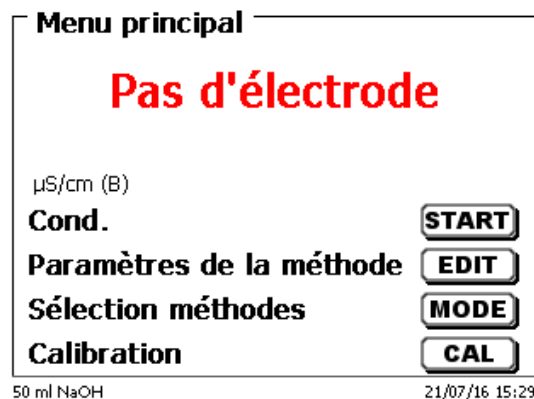 Menu principal
Pas d'électrode
µS/cm (B)
Cond. START
Paramètres de la méthode EDIT
Sélection méthodes MODE
Calibration CAL
50 ml NaOH 21/07/16 15:29